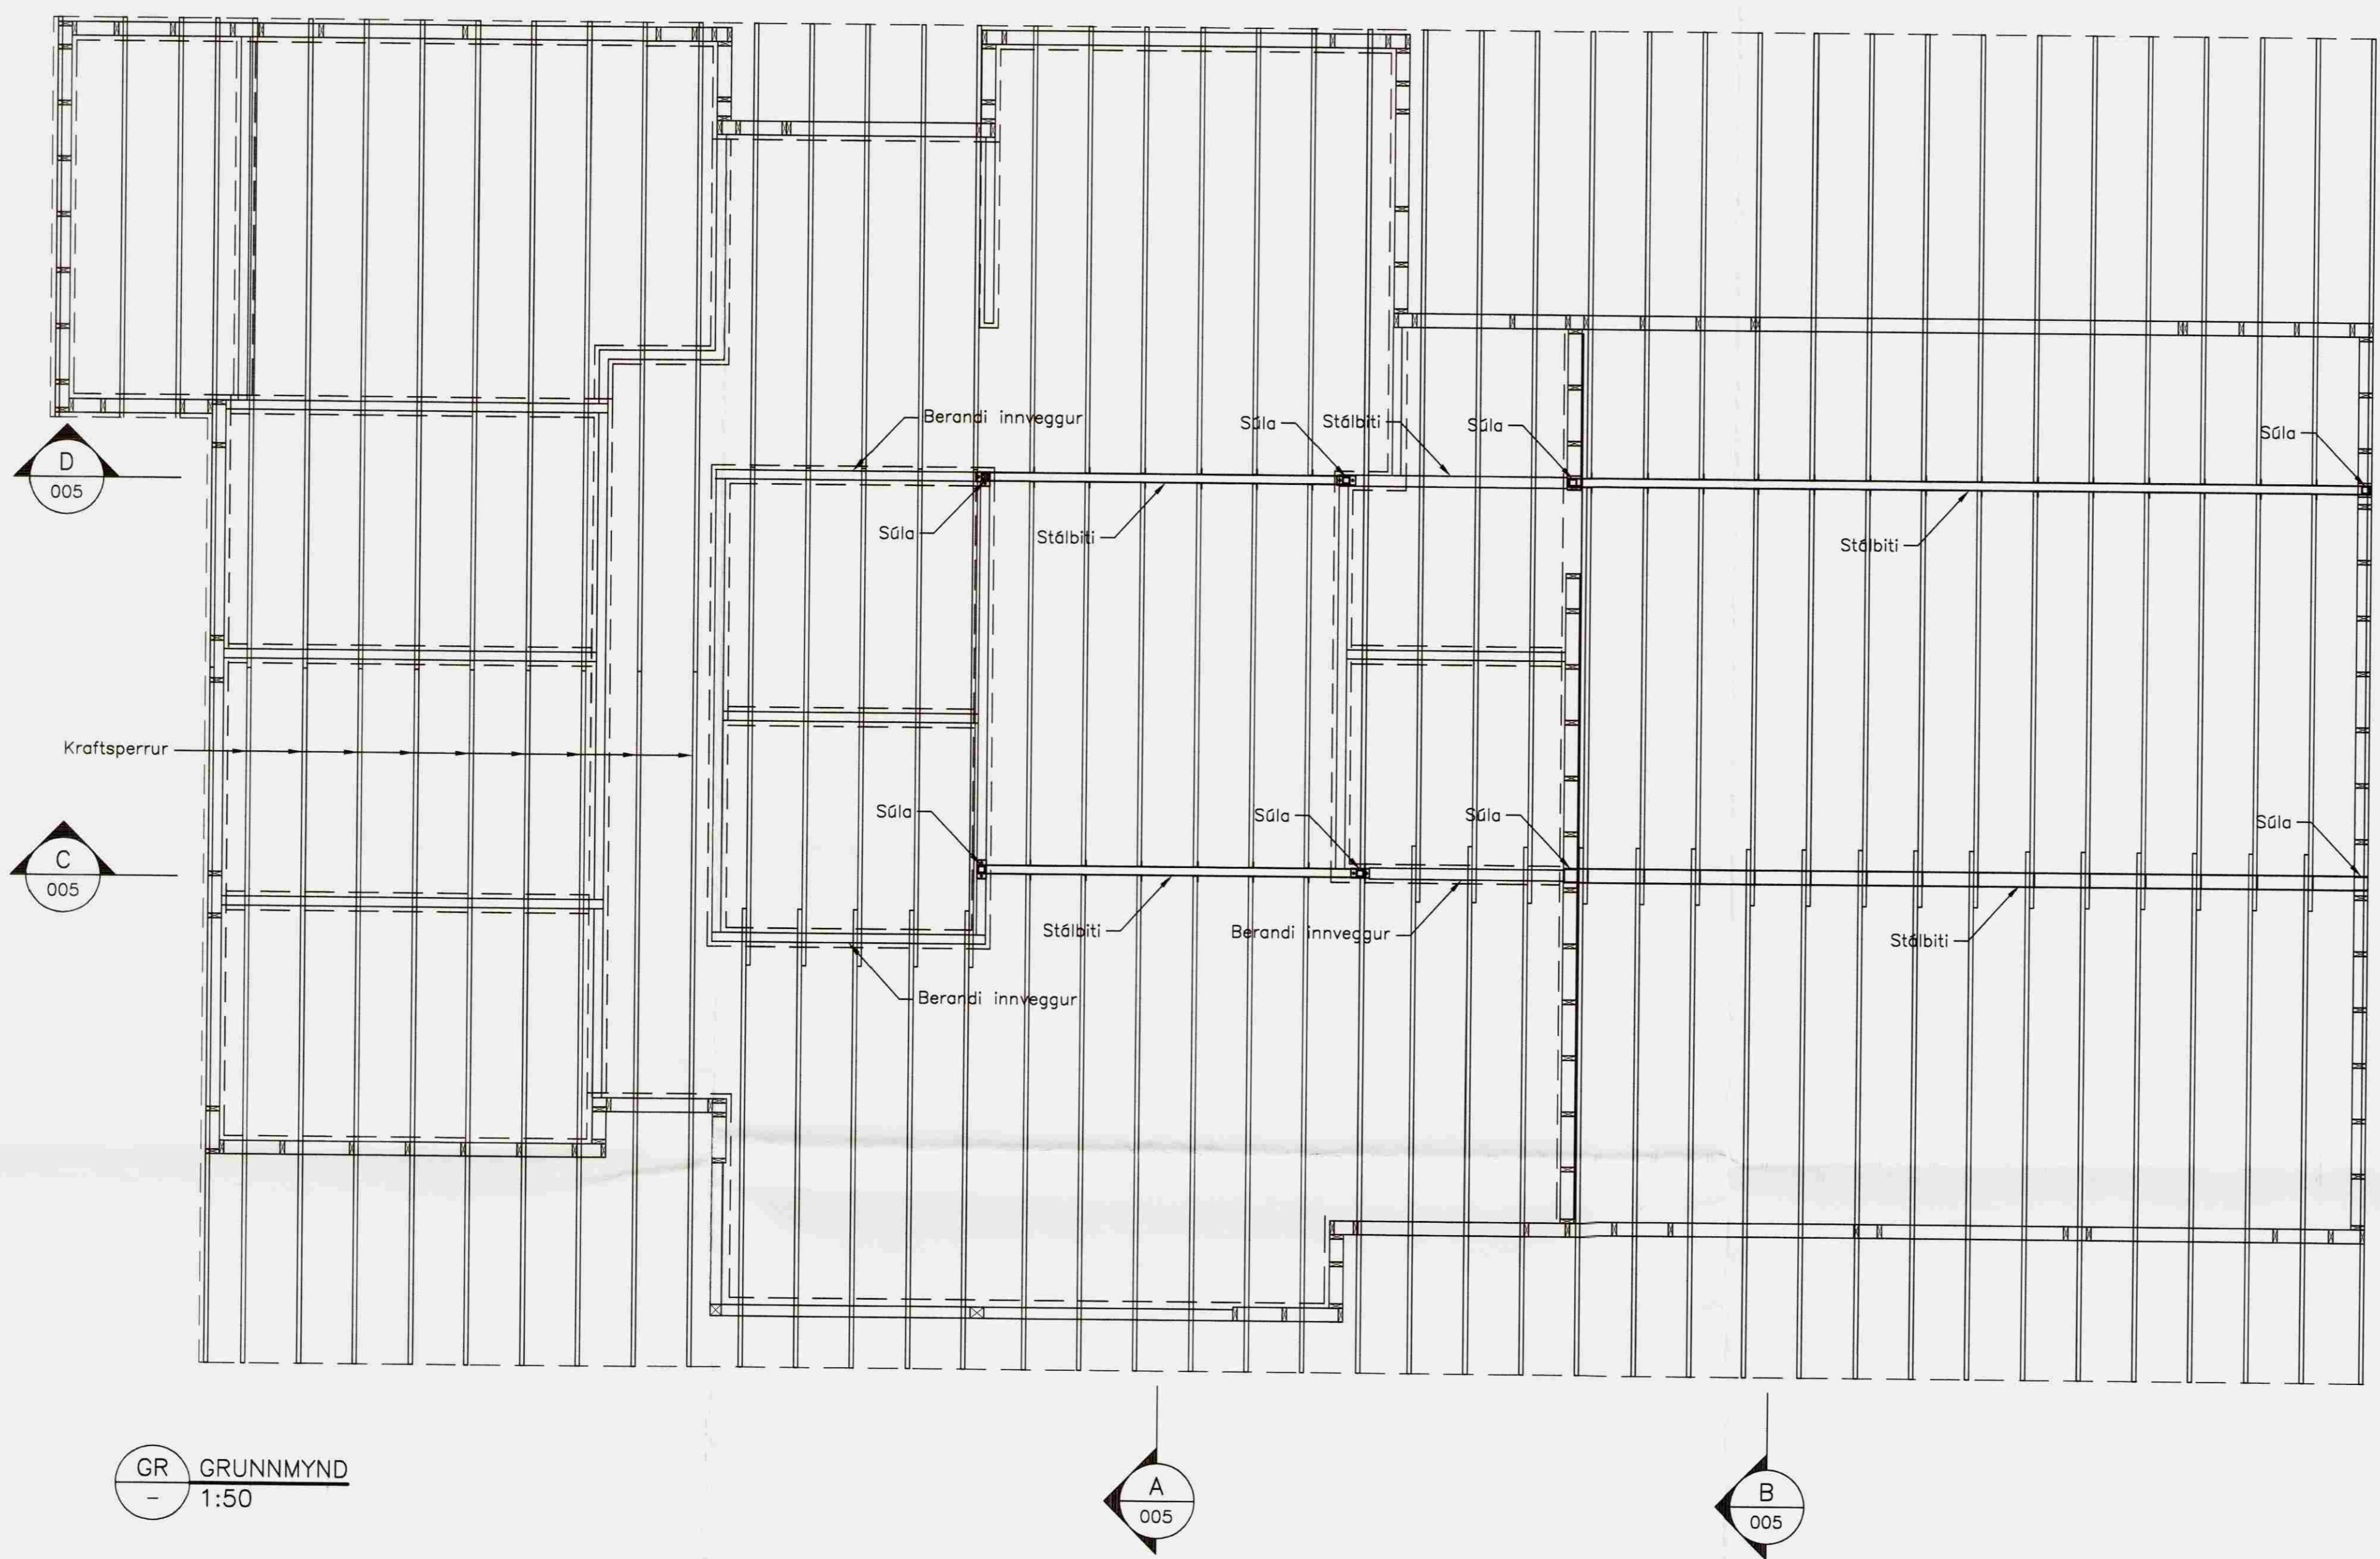 Berandi innveggur
Súla
Stálbiti
Súla
Súla
D
005
Súla
Stálbiti
Stálbiti
Kraftsperrur
Súla
Súla
Súla
Súla
C
005
Stálbiti
Berandi innveggur
Stálbiti
Berandi innveggur
GR
-
GRUNNMYND
1:50
A
005
B
005